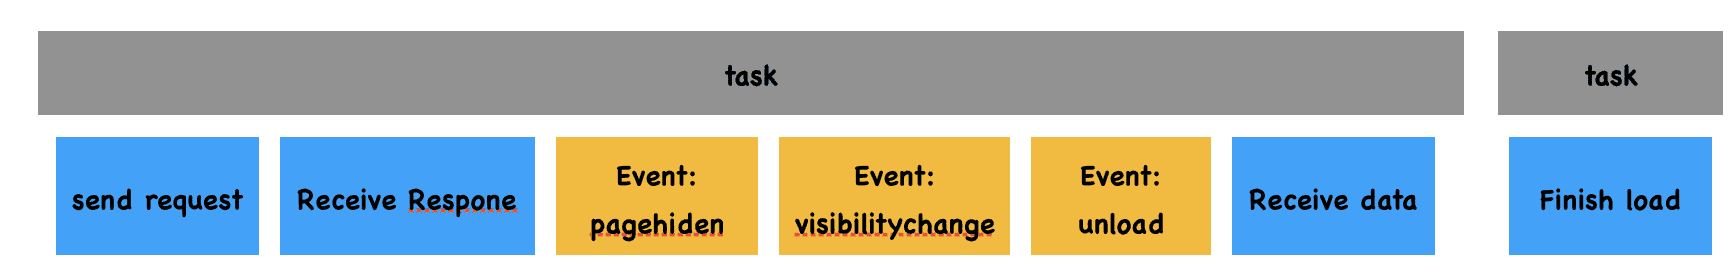 task
task
send request
Receive Respone
Event:
pagehiden
Event:
visibilitychange
Event:
unload
Receive data
Finish load